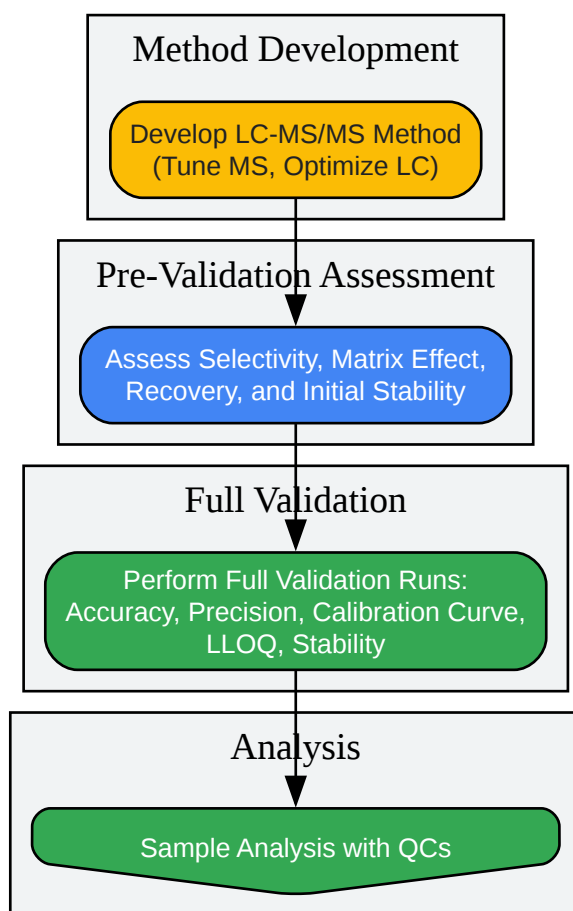 Method Development
Develop LC-MS/MS Method
(Tune MS, Optimize LC)
Pre-Validation Assessment
Assess Selectivity, Matrix Effect,
Recovery, and Initial Stability
Full Validation
Perform Full Validation Runs:
Accuracy, Precision, Calibration Curve,
LLOQ, Stability
Analysis
Sample Analysis with QCs